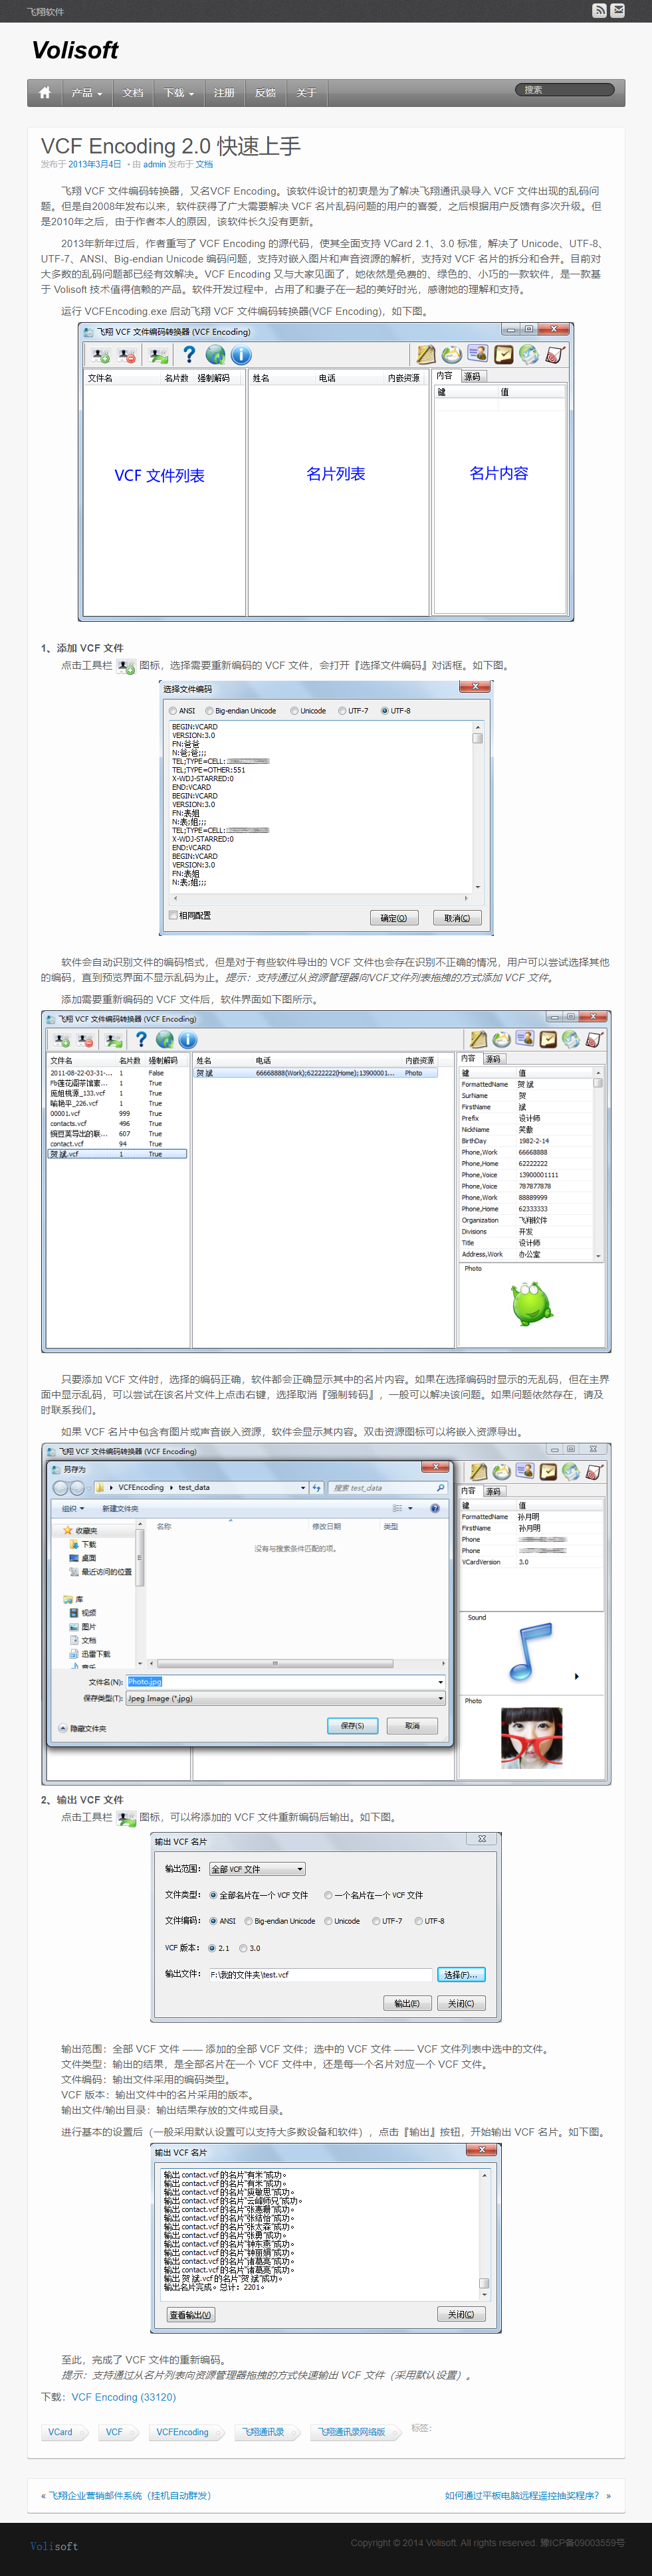 飞翔软件
Volisoft
产品
文档
下载
注册
反馈
关于
搜索
VCF Encoding 2.0 快速上手
发布于 2013年3月4日 • 由 admin 发布于 文档
飞翔 VCF 文件编码转换器，又名VCF Encoding。该软件设计的初衷是为了解决飞翔通讯录导入 VCF 文件出现的乱码问
题。但是自2008年发布以来，软件获得了广大需要解决 VCF 名片乱码问题的用户的喜爱，之后根据用户反馈有多次升级。但
是2010年之后，由于作者本人的原因，该软件长久没有更新。
2013年新年过后，作者重写了 VCF Encoding 的源代码，使其全面支持 VCard 2.1、3.0 标准，解决了 Unicode、UTF-8、
UTF-7、ANSI、Big-endian Unicode 编码问题，支持对嵌入图片和声音资源的解析，支持对 VCF 名片的拆分和合并。目前对
大多数的乱码问题都已经有效解决。VCF Encoding 又与大家见面了，她依然是免费的、绿色的、小巧的一款软件，是一款基
于 Volisoft 技术值得信赖的产品。软件开发过程中，占用了和妻子在一起的美好时光，感谢她的理解和支持。
运行 VCFEncoding.exe 启动飞翔 VCF 文件编码转换器(VCF Encoding)，如下图。
飞翔 VCF 文件编码转换器 (VCF Encoding)
文件名 名片数 强制解码
姓名 电话 内嵌资源
内容 源码
键 值
VCF 文件列表
名片列表
名片内容
1、添加 VCF 文件
点击工具栏 图标，选择需要重新编码的 VCF 文件，会打开『选择文件编码』对话框。如下图。
选择文件编码
ANSI Big-endian Unicode Unicode UTF-7 UTF-8
BEGIN:VCARD
VERSION:3.0
FN:爸爸
N:爸;爸;;;
TEL;TYPE=CELL:
TEL;TYPE=OTHER:551
X-WDJ-STARRED:0
END:VCARD
BEGIN:VCARD
VERSION:3.0
FN:表姐
N:表;姐;;;
TEL;TYPE=CELL:
X-WDJ-STARRED:0
END:VCARD
BEGIN:VCARD
VERSION:3.0
FN:表姐
N:表;姐;;;
相同配置
确定(O)
取消(C)
软件会自动识别文件的编码格式，但是对于有些软件导出的 VCF 文件也会存在识别不正确的情况，用户可以尝试选择其他
的编码，直到预览界面不显示乱码为止。提示：支持通过从资源管理器向VCF文件列表拖拽的方式添加 VCF 文件。
添加需要重新编码的 VCF 文件后，软件界面如下图所示。
飞翔 VCF 文件编码转换器 (VCF Encoding)
文件名 名片数 强制解码
2011-08-22-03-31-... 1 False
1 True
_133.vcf 1 True
_226.vcf 1 True
00001.vcf 999 True
contacts.vcf 496 True
豌豆荚导出的联... 607 True
contact.vcf 94 True
贺 斌.vcf 1 True
姓名 电话 内嵌资源
贺 斌 66668888(Work);62222222(Home);13900001... Photo
内容 源码
键 值
FormattedName 贺 斌
SurName 贺
FirstName 斌
Prefix 设计师
NickName 笑傲
BirthDay 1982-2-14
Phone,Work 66668888
Phone,Home 62222222
Phone,Voice 13900001111
Phone,Voice 787877878
Phone,Work 88889999
Phone,Home 62333333
Organization 飞翔软件
Divisions 开发
Title 设计师
Address,Work 办公室
Photo
只要添加 VCF 文件时，选择的编码正确，软件都会正确显示其中的名片内容。如果在选择编码时显示的无乱码，但在主界
面中显示乱码，可以尝试在该名片文件上点击右键，选择取消『强制转码』，一般可以解决该问题。如果问题依然存在，请及
时联系我们。
如果 VCF 名片中包含有图片或声音嵌入资源，软件会显示其内容。双击资源图标可以将嵌入资源导出。
飞翔 VCF 文件编码转换器 (VCF Encoding)
另存为
VCFEncoding test_data
搜索 test_data
组织 新建文件夹
收藏夹
下载
桌面
最近访问的位置
库
视频
图片
文档
迅雷下载
音乐
名称 修改日期 类型
没有与搜索条件匹配的项。
文件名(N): Photo.jpg
保存类型(T): Jpeg Image (*.jpg)
隐藏文件夹
保存(S)
取消
内容 源码
键 值
FormattedName 孙月明
FirstName 孙月明
Phone
Phone
VCardVersion 3.0
Sound
Photo
2、输出 VCF 文件
点击工具栏 图标，可以将添加的 VCF 文件重新编码后输出。如下图。
输出 VCF 名片
输出范围: 全部 VCF 文件
文件类型: 全部名片在一个 VCF 文件 一个名片在一个 VCF 文件
文件编码: ANSI Big-endian Unicode Unicode UTF-7 UTF-8
VCF 版本: 2.1 3.0
输出文件: F:\我的文件夹\test.vcf 选择(F)...
输出(E) 关闭(C)
输出范围：全部 VCF 文件 —— 添加的全部 VCF 文件；选中的 VCF 文件 —— VCF 文件列表中选中的文件。
文件类型：输出的结果，是全部名片在一个 VCF 文件中，还是每一个名片对应一个 VCF 文件。
文件编码：输出文件采用的编码类型。
VCF 版本：输出文件中的名片采用的版本。
输出文件/输出目录：输出结果存放的文件或目录。
进行基本的设置后（一般采用默认设置可以支持大多数设备和软件），点击『输出』按钮，开始输出 VCF 名片。如下图。
输出 VCF 名片
输出 contact.vcf 的名片"有米"成功。
输出 contact.vcf 的名片"有米"成功。
输出 contact.vcf 的名片"
输出 contact.vcf 的名片"云峰师兄"成功。
输出 contact.vcf 的名片"
输出 contact.vcf 的名片"张结怡"成功。
输出 contact.vcf 的名片"张太森"成功。
输出 contact.vcf 的名片"张勇"成功。
输出 contact.vcf 的名片"钟东燕"成功。
输出 contact.vcf 的名片"钟丽娟"成功。
输出 contact.vcf 的名片"诸葛亮"成功。
输出 contact.vcf 的名片"诸葛亮"成功。
输出 贺 斌.vcf 的名片"贺 斌"成功。
输出名片完成。总计：2201。
查看输出(V)
关闭(C)
至此，完成了 VCF 文件的重新编码。
提示：支持通过从名片列表向资源管理器拖拽的方式快速输出 VCF 文件（采用默认设置）。
下载：VCF Encoding (33120)
VCard
VCF
VCFEncoding
飞翔通讯录
飞翔通讯录网络版
标签：
« 飞翔企业营销邮件系统（挂机自动群发）
如何通过平板电脑远程遥控抽奖程序？ »
Volisoft
Copyright © 2014 Volisoft. All rights reserved. 豫ICP备09003559号